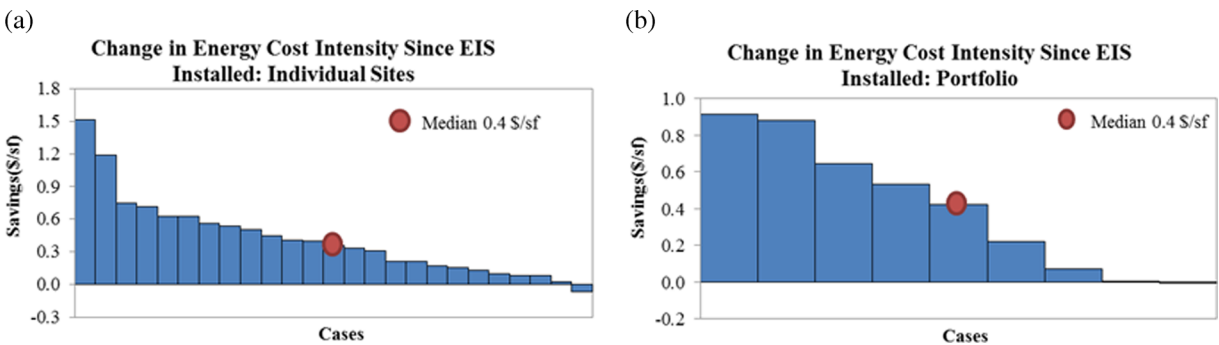 (a)
Change in Energy Cost Intensity Since EIS
Installed: Individual Sites
1.8
1.5
1.2
0.9
0.6
0.3
0.0
-0.3
Savings($/sf)
Median 0.4 $/sf
Cases
(b)
Change in Energy Cost Intensity Since EIS
Installed: Portfolio
1.0
0.8
0.6
0.4
0.2
0.0
-0.2
Savings($/sf)
Median 0.4 $/sf
Cases